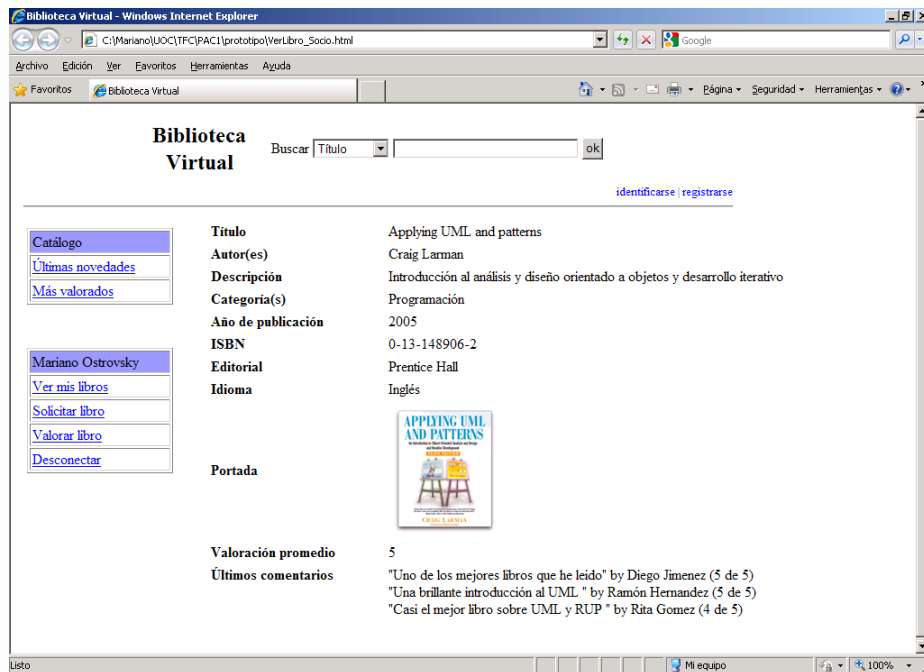 Biblioteca Virtual - Windows Internet Explorer
C:\Mariano\UOC\TFC\PAC1\prototipo\VerLibro_Socio.html
Google
Archivo Edición Ver Favoritos Herramientas Ayuda
Favoritos Biblioteca Virtual Página Seguridad Herramientas
Biblioteca
Virtual
Buscar Título ok
identificarse | registrarse
Catálogo
Últimas novedades
Más valorados
Mariano Ostrovsky
Ver mis libros
Solicitar libro
Valorar libro
Desconectar
Título Applying UML and patterns
Autor(es) Craig Larman
Descripción Introducción al análisis y diseño orientado a objetos y desarrollo iterativo
Categoría(s) Programación
Año de publicación 2005
ISBN 0-13-148906-2
Editorial Prentice Hall
Idioma Inglés
Portada
APPLYING UML
AND PATTERNS
CRAIG LARMAN
Valoración promedio 5
Últimos comentarios "Uno de los mejores libros que he leido" by Diego Jimenez (5 de 5)
"Una brillante introducción al UML " by Ramón Hernandez (5 de 5)
"Casi el mejor libro sobre UML y RUP " by Rita Gomez (4 de 5)
Listo Mi equipo 100%